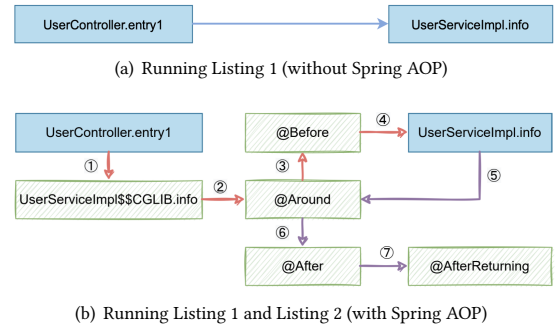 UserController.entry1 UserServiceImpl.info
(a) Running Listing 1 (without Spring AOP)
UserController.entry1 @Before ④ UserServiceImpl.info
① ③ ⑤
UserServiceImpl$$CGLIB.info ② @Around
⑥
@After ⑦ @AfterReturning
(b) Running Listing 1 and Listing 2 (with Spring AOP)